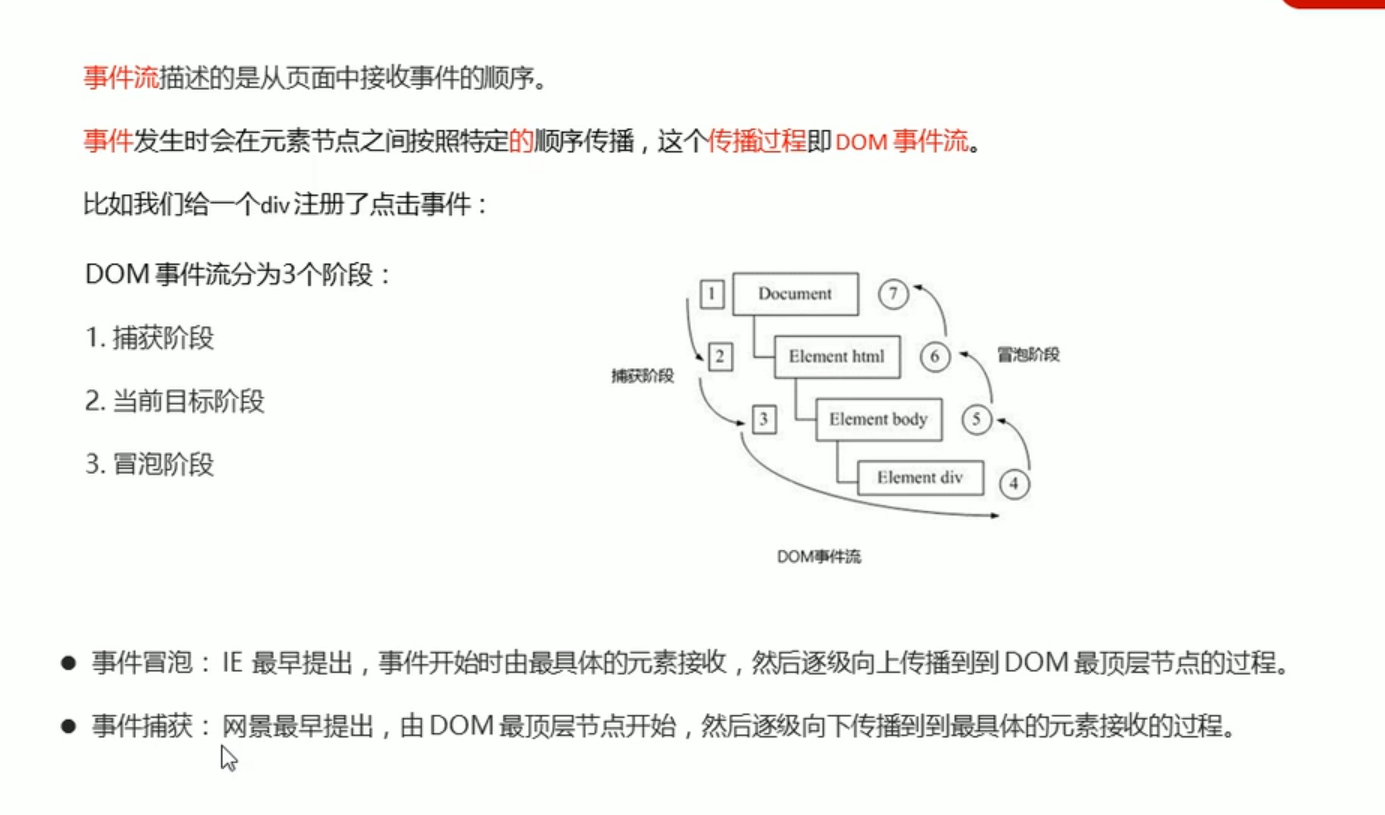 事件流描述的是从页面中接收事件的顺序。
事件发生时会在元素节点之间按照特定的顺序传播，这个传播过程即DOM 事件流。
比如我们给一个div 注册了点击事件：
DOM 事件流分为3个阶段：
1. 捕获阶段
2. 当前目标阶段
3. 冒泡阶段
1 Document 7
2 Element html 6 冒泡阶段
捕获阶段
3 Element body 5
Element div 4
DOM事件流
● 事件冒泡： IE 最早提出，事件开始时由最具体的元素接收，然后逐级向上传播到到 DOM 最顶层节点的过程。
● 事件捕获： 网景最早提出，由 DOM 最顶层节点开始，然后逐级向下传播到到最具体的元素接收的过程。